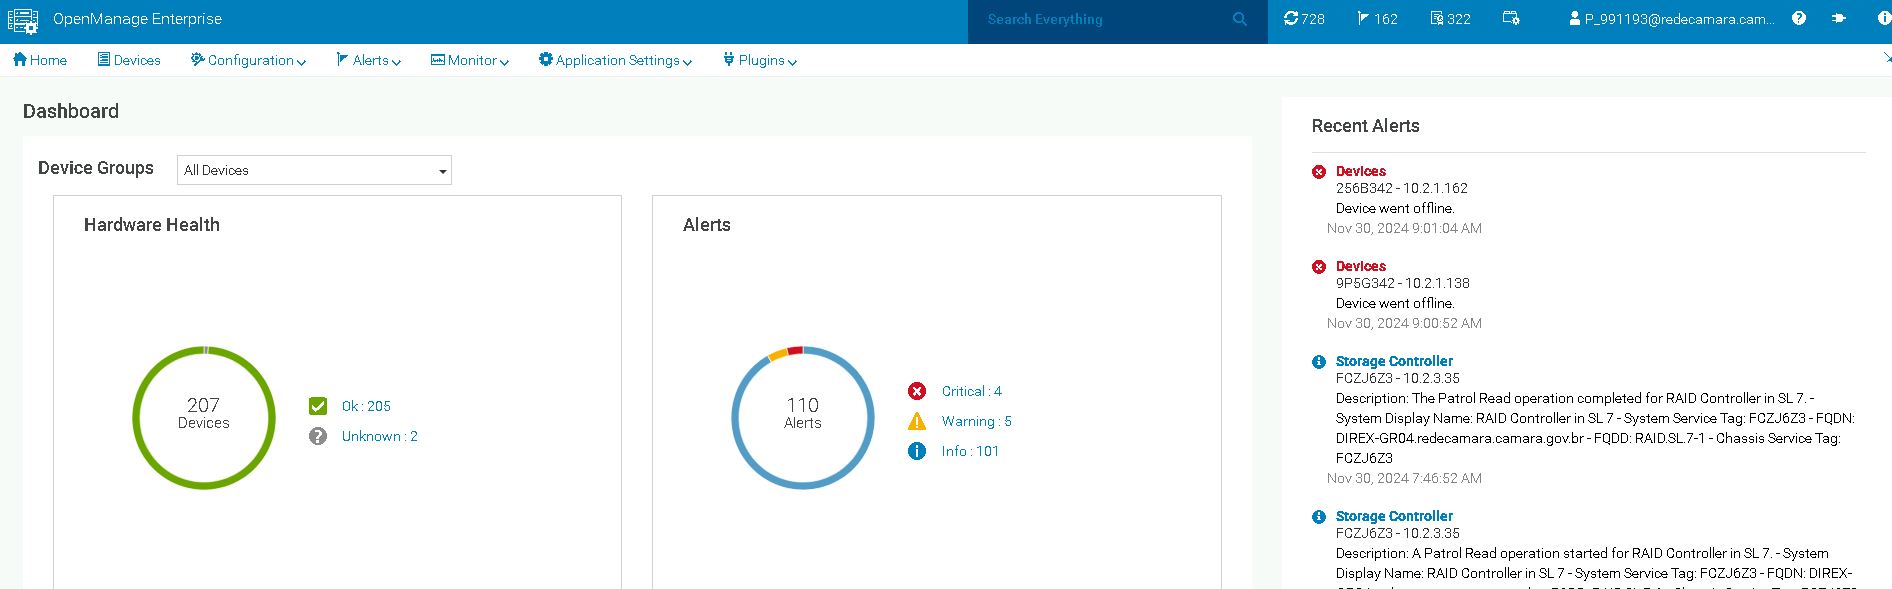 OpenManage Enterprise
Search Everything
728
162
322
P_991193@redecamara.cam...
Home
Devices
Configuration
Alerts
Monitor
Application Settings
Plugins
Dashboard
Device Groups
All Devices
Hardware Health
207
Devices
Ok : 205
Unknown : 2
Alerts
110
Alerts
Critical : 4
Warning : 5
Info : 101
Recent Alerts
Devices
256B342 - 10.2.1.162
Device went offline.
Nov 30, 2024 9:01:04 AM
Devices
9P5G342 - 10.2.1.138
Device went offline.
Nov 30, 2024 9:00:52 AM
Storage Controller
FCZJ6Z3 - 10.2.3.35
Description: The Patrol Read operation completed for RAID Controller in SL 7. -
System Display Name: RAID Controller in SL 7 - System Service Tag: FCZJ6Z3 - FQDN:
DIREX-GR04.redecamara.camara.gov.br - FQDD: RAID.SL.7-1 - Chassis Service Tag:
FCZJ6Z3
Nov 30, 2024 7:46:52 AM
Storage Controller
FCZJ6Z3 - 10.2.3.35
Description: A Patrol Read operation started for RAID Controller in SL 7. - System
Display Name: RAID Controller in SL 7 - System Service Tag: FCZJ6Z3 - FQDN: DIREX-